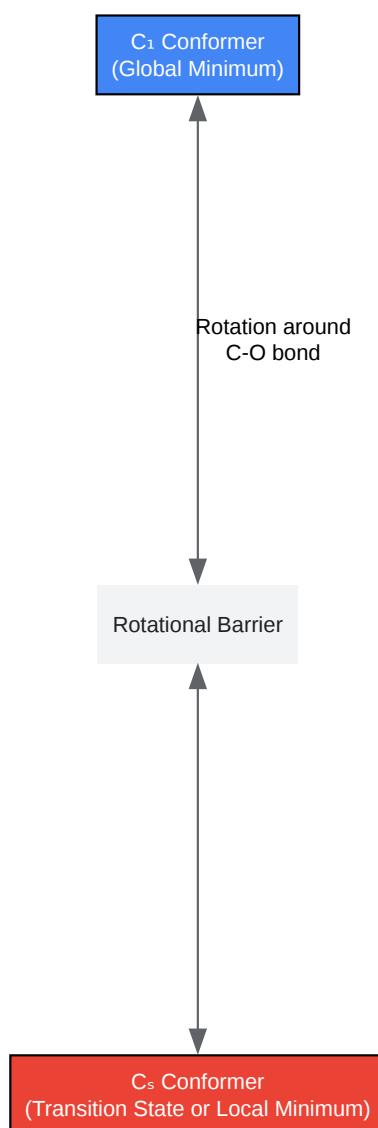 C₁ Conformer
(Global Minimum)
Rotation around
C-O bond
Rotational Barrier
Cₛ Conformer
(Transition State or Local Minimum)